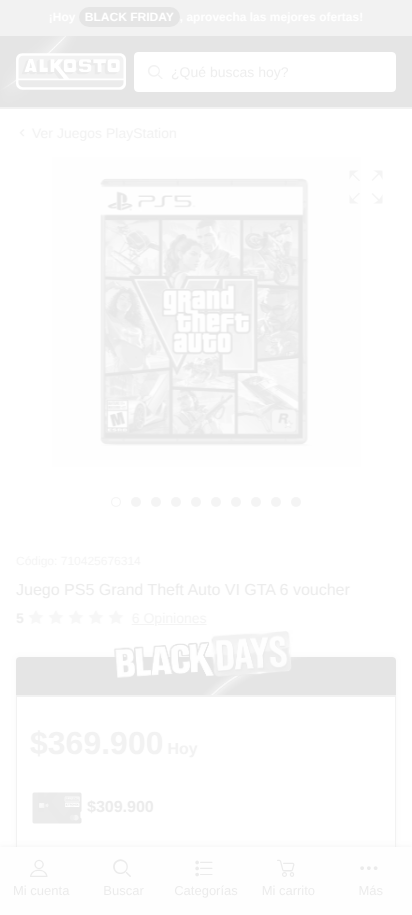 ¡Hoy BLACK FRIDAY, aprovecha las mejores ofertas!
ALKOSTO
¿Qué buscas hoy?
Ver Juegos PlayStation
PS5
grand
theft
auto
VI
M
R
Código: 710425678314
Juego PS5 Grand Theft Auto VI GTA 6 voucher
5 6 Opiniones
BLACK DAYS
$369.900 Hoy
$309.900
Mi cuenta Buscar Categorías Mi carrito Más